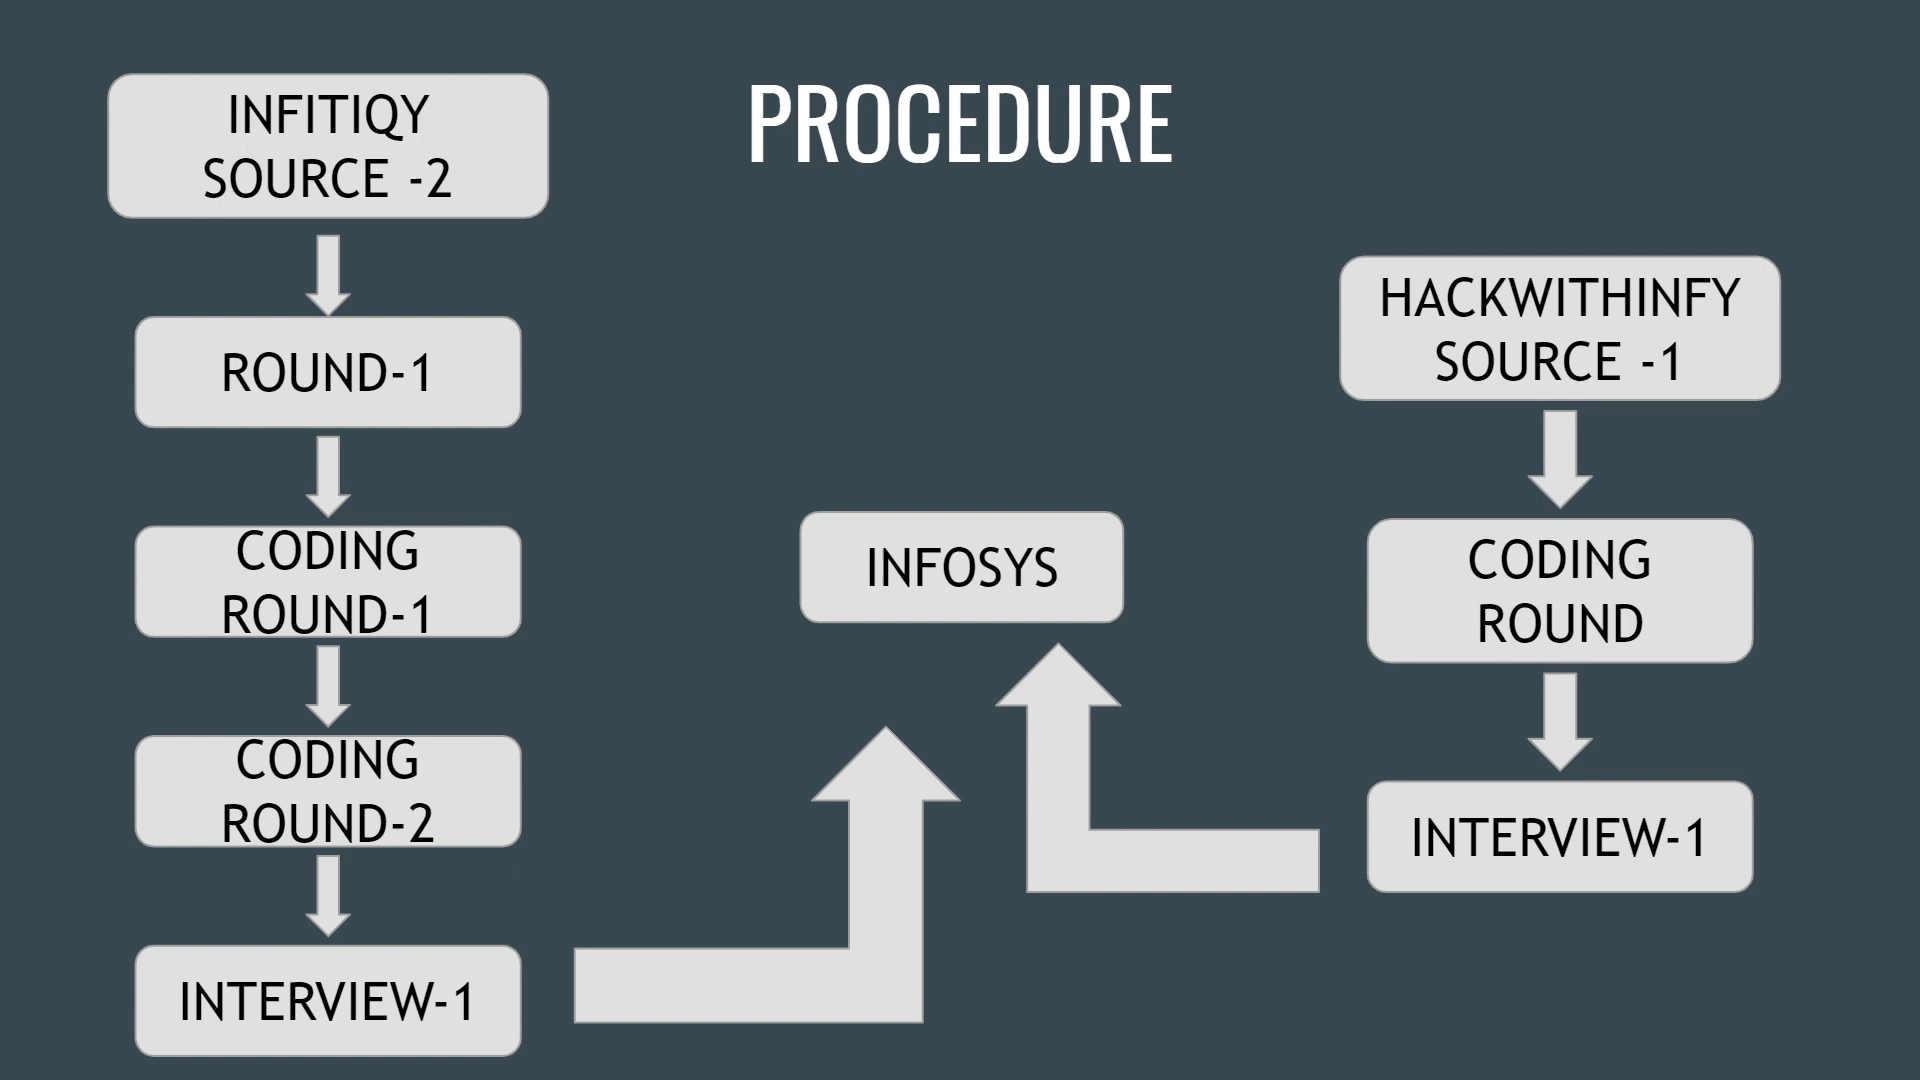 PROCEDURE
INFITIQY
SOURCE -2
ROUND-1
CODING
ROUND-1
CODING
ROUND-2
INTERVIEW-1
INFOSYS
HACKWITHINFY
SOURCE -1
CODING
ROUND
INTERVIEW-1